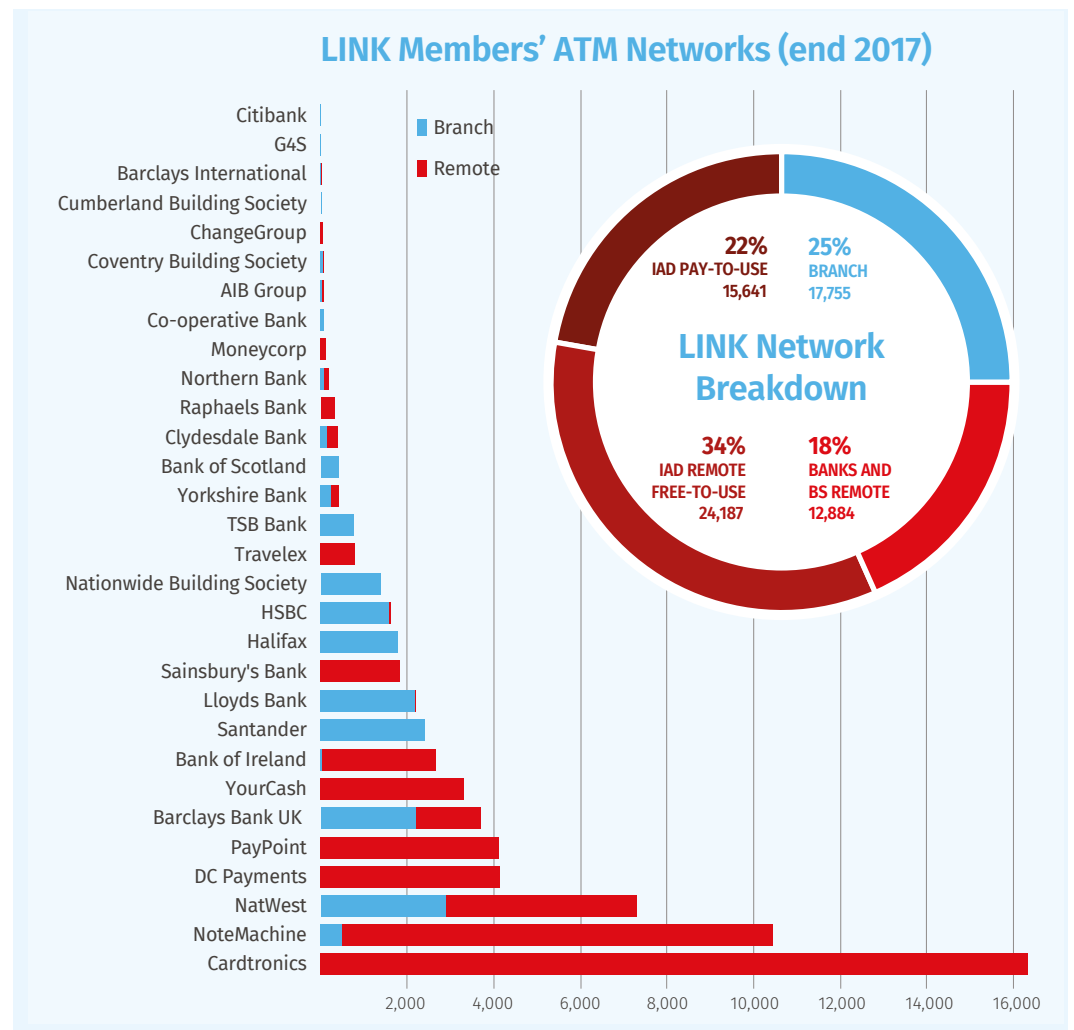 LINK Members’ ATM Networks (end 2017)
Citibank
G4S
Barclays International
Cumberland Building Society
ChangeGroup
Coventry Building Society
AIB Group
Co-operative Bank
Moneycorp
Northern Bank
Raphaels Bank
Clydesdale Bank
Bank of Scotland
Yorkshire Bank
TSB Bank
Travelex
Nationwide Building Society
HSBC
Halifax
Sainsbury's Bank
Lloyds Bank
Santander
Bank of Ireland
YourCash
Barclays Bank UK
PayPoint
DC Payments
NatWest
NoteMachine
Cardtronics
Branch
Remote
22%
IAD PAY-TO-USE
15,641
25%
BRANCH
17,755
LINK Network
Breakdown
34%
IAD REMOTE
FREE-TO-USE
24,187
18%
BANKS AND
BS REMOTE
12,884
2,000
4,000
6,000
8,000
10,000
12,000
14,000
16,000